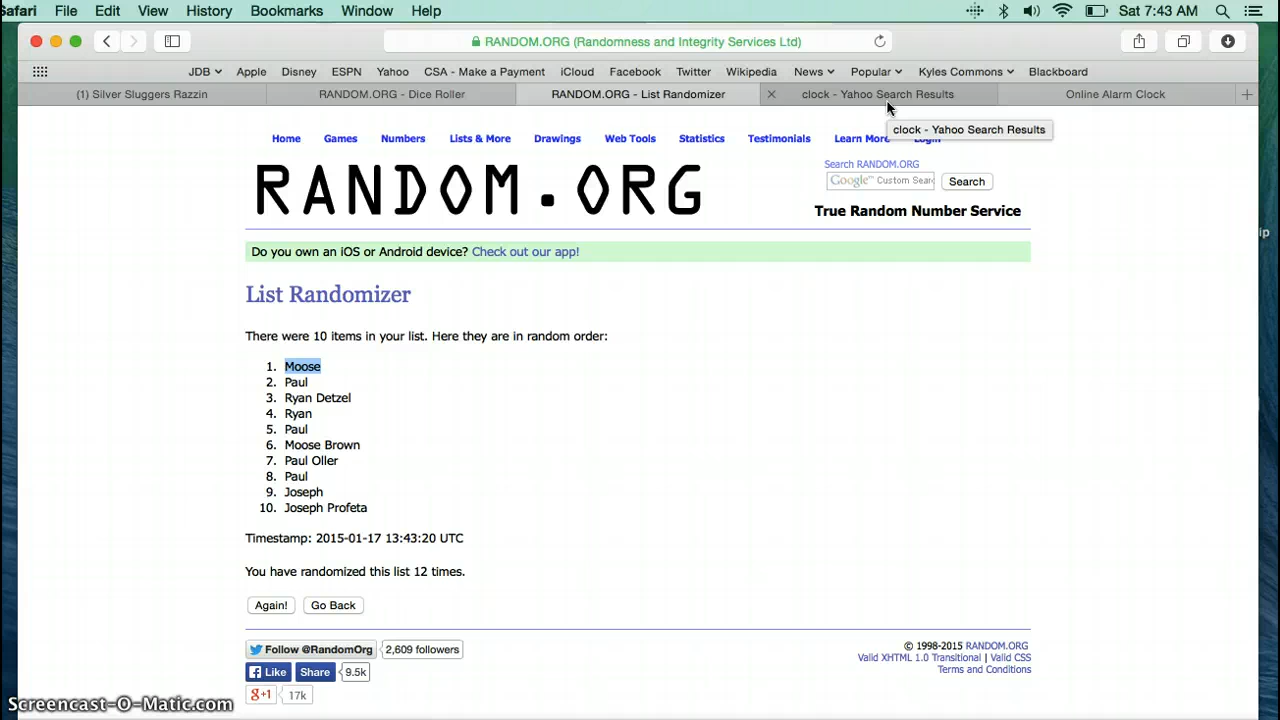 Safari File Edit View History Bookmarks Window Help Sat 7:43 AM
RANDOM.ORG (Randomness and Integrity Services Ltd)
JDB Apple Disney ESPN Yahoo CSA - Make a Payment iCloud Facebook Twitter Wikipedia News Popular Kyles Commons Blackboard
(1) Silver Sluggers Razzin RANDOM.ORG - Dice Roller RANDOM.ORG - List Randomizer clock - Yahoo Search Results Online Alarm Clock
clock - Yahoo Search Results
Home Games Numbers Lists & More Drawings Web Tools Statistics Testimonials Learn More Login
Search RANDOM.ORG
Google™ Custom Sear Search
RANDOM.ORG
True Random Number Service
Do you own an iOS or Android device? Check out our app!
List Randomizer
There were 10 items in your list. Here they are in random order:
1. Moose
2. Paul
3. Ryan Detzel
4. Ryan
5. Paul
6. Moose Brown
7. Paul Oller
8. Paul
9. Joseph
10. Joseph Profeta
Timestamp: 2015-01-17 13:43:20 UTC
You have randomized this list 12 times.
Again! Go Back
Follow @RandomOrg 2,609 followers
Like Share 9.5k
g+1 17k
© 1998-2015 RANDOM.ORG
Valid XHTML 1.0 Transitional | Valid CSS
Terms and Conditions
Screencast-O-Matic.com